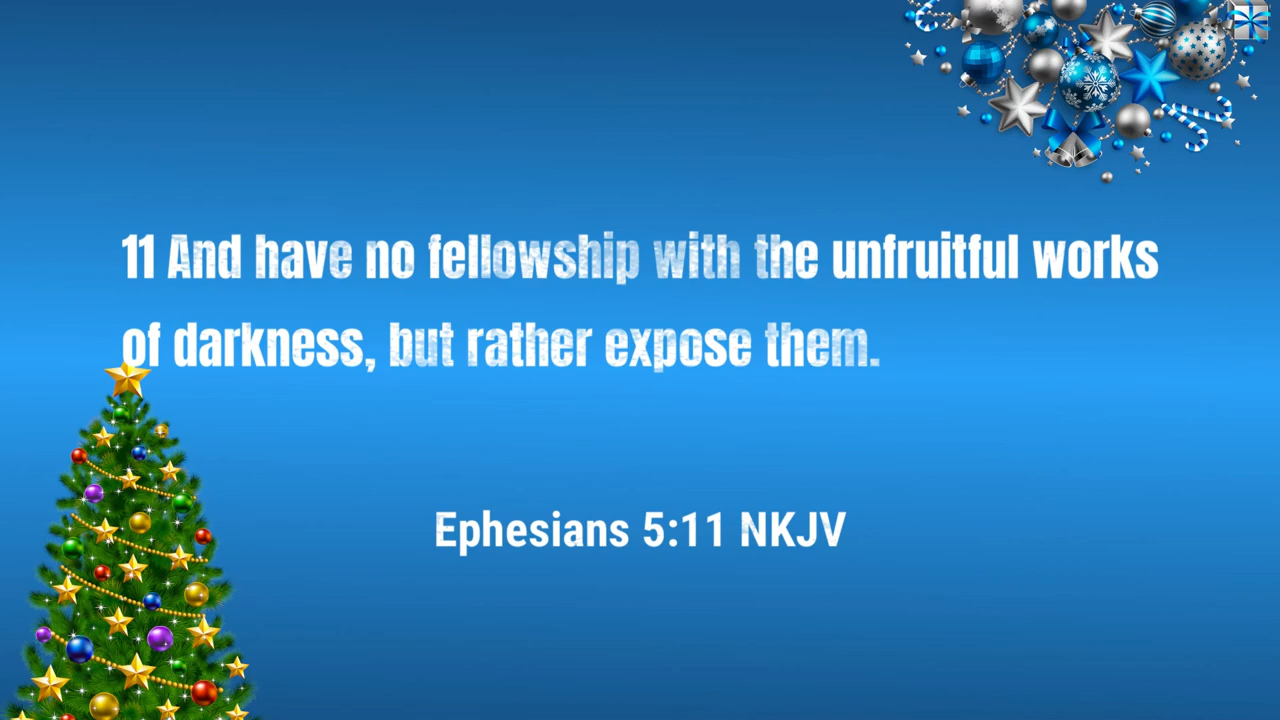 11 And have no fellowship with the unfruitful works
of darkness, but rather expose them.
Ephesians 5:11 NKJV